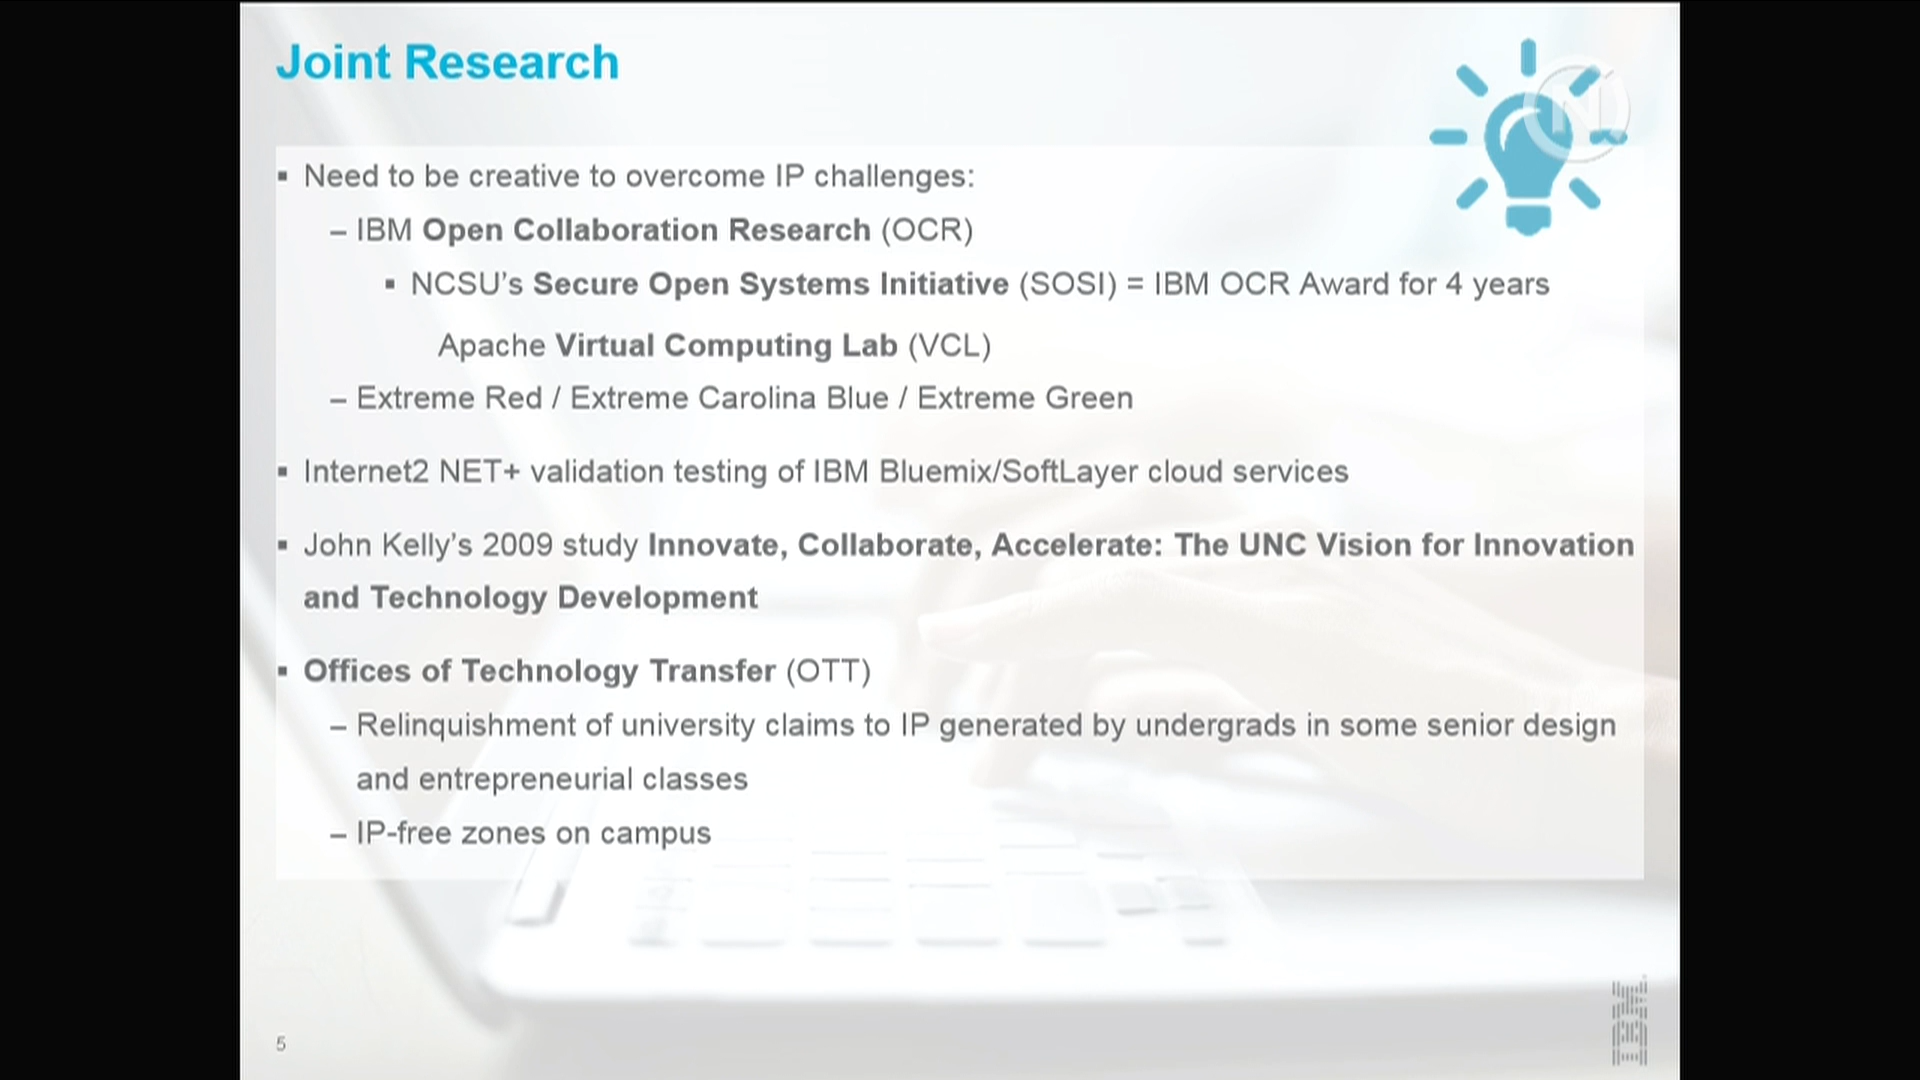 Joint Research
N
▪ Need to be creative to overcome IP challenges:
– IBM Open Collaboration Research (OCR)
▪ NCSU's Secure Open Systems Initiative (SOSI) = IBM OCR Award for 4 years
Apache Virtual Computing Lab (VCL)
– Extreme Red / Extreme Carolina Blue / Extreme Green
▪ Internet2 NET+ validation testing of IBM Bluemix/SoftLayer cloud services
▪ John Kelly's 2009 study Innovate, Collaborate, Accelerate: The UNC Vision for Innovation
and Technology Development
▪ Offices of Technology Transfer (OTT)
– Relinquishment of university claims to IP generated by undergrads in some senior design
and entrepreneurial classes
– IP-free zones on campus
5
IBM